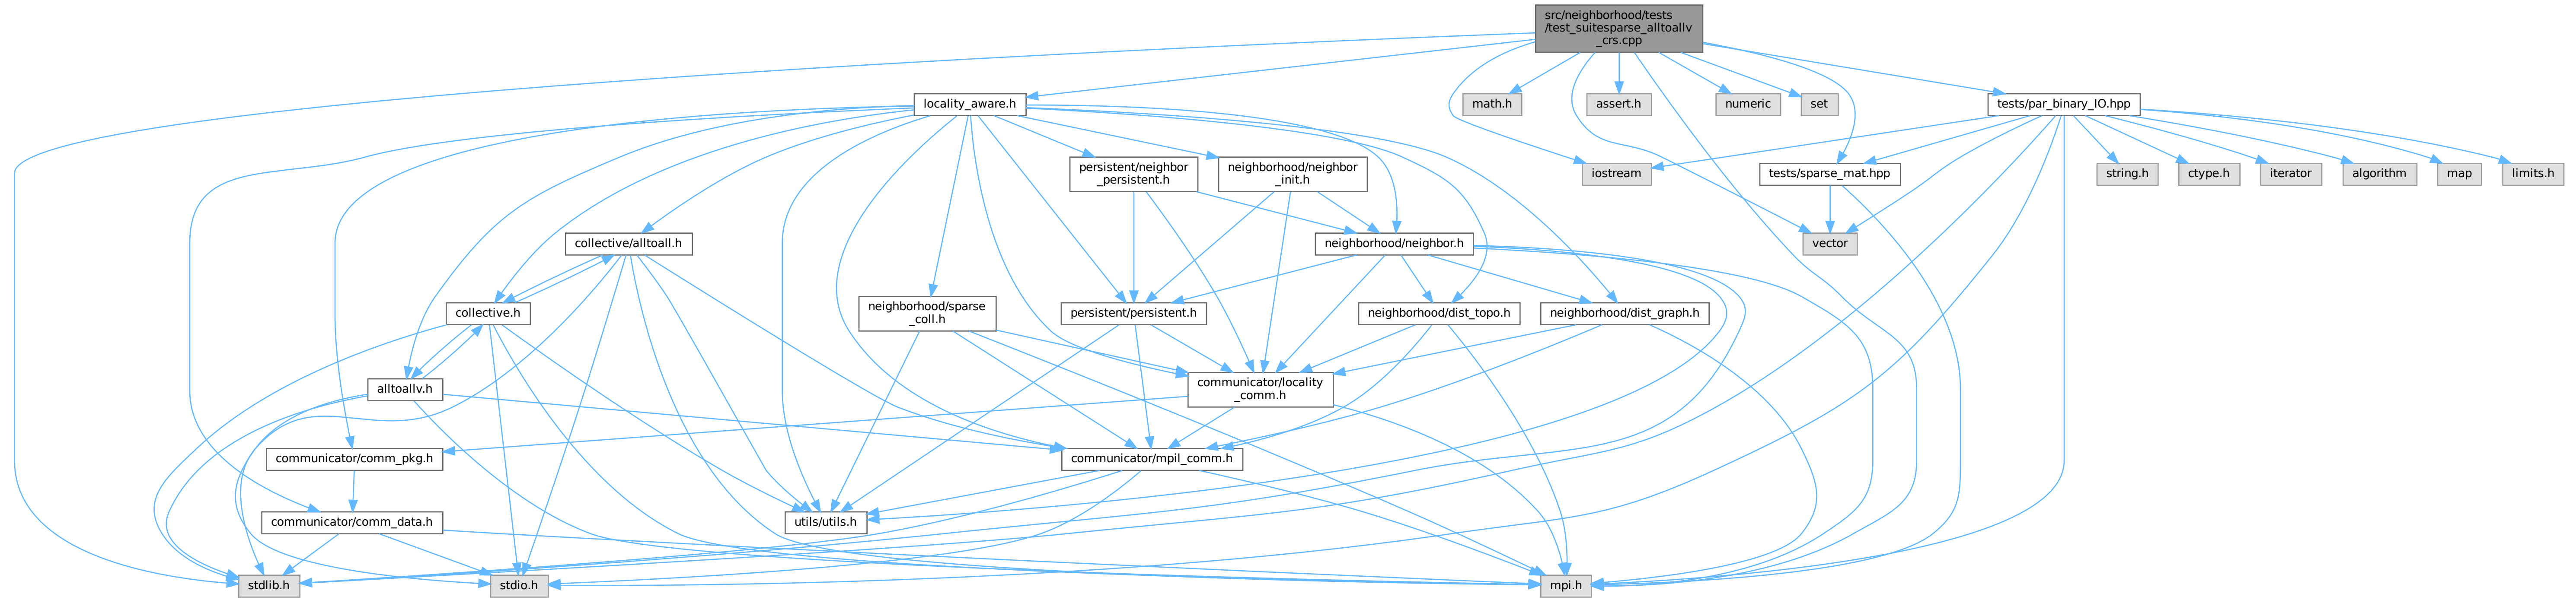 src/neighborhood/tests
/test_suitesparse_alltoallv
_crs.cpp
locality_aware.h
math.h
assert.h
numeric
set
tests/par_binary_IO.hpp
persistent/neighbor
_persistent.h
neighborhood/neighbor
_init.h
iostream
tests/sparse_mat.hpp
string.h
ctype.h
iterator
algorithm
map
limits.h
collective/alltoall.h
neighborhood/neighbor.h
vector
collective.h
neighborhood/sparse
_coll.h
persistent/persistent.h
neighborhood/dist_topo.h
neighborhood/dist_graph.h
alltoallv.h
communicator/locality
_comm.h
communicator/comm_pkg.h
communicator/mpil_comm.h
communicator/comm_data.h
utils/utils.h
stdlib.h
stdio.h
mpi.h